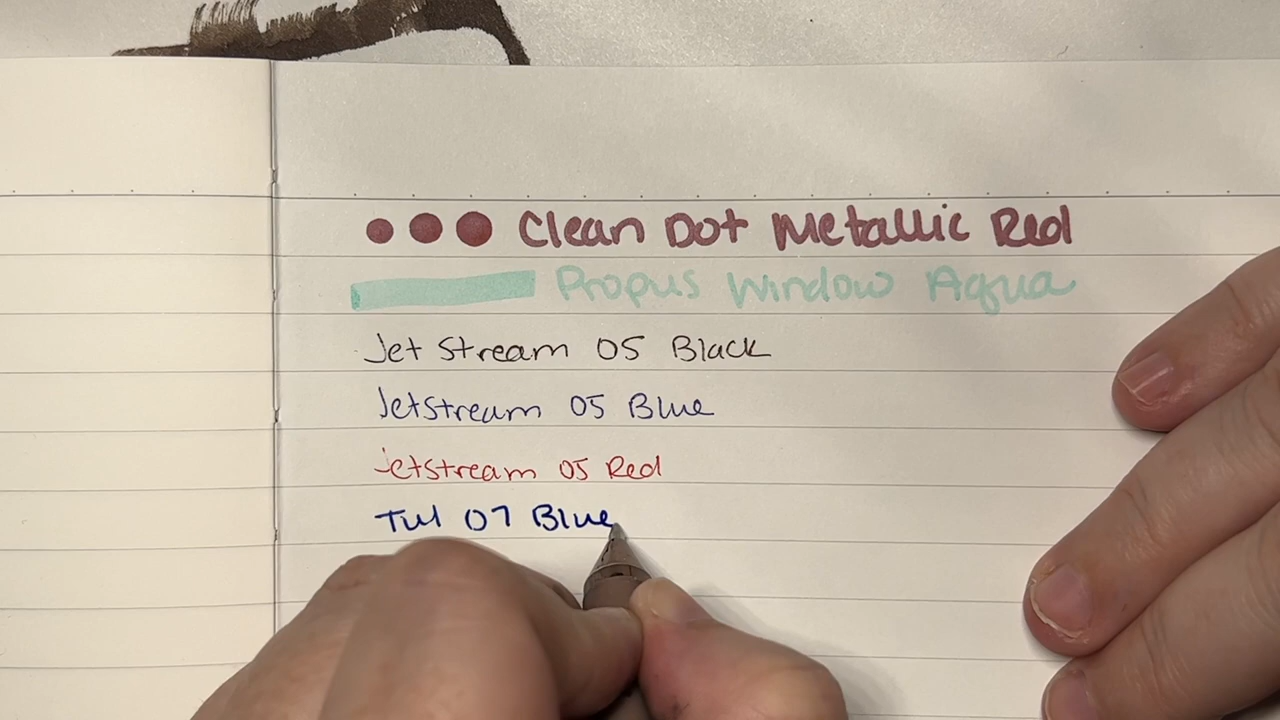 Clean Dot Metallic Red
Propus Window Aqua
Jet Stream 05 Black
Jetstream 05 Blue
Jetstream 05 Red
Tul 07 Blue